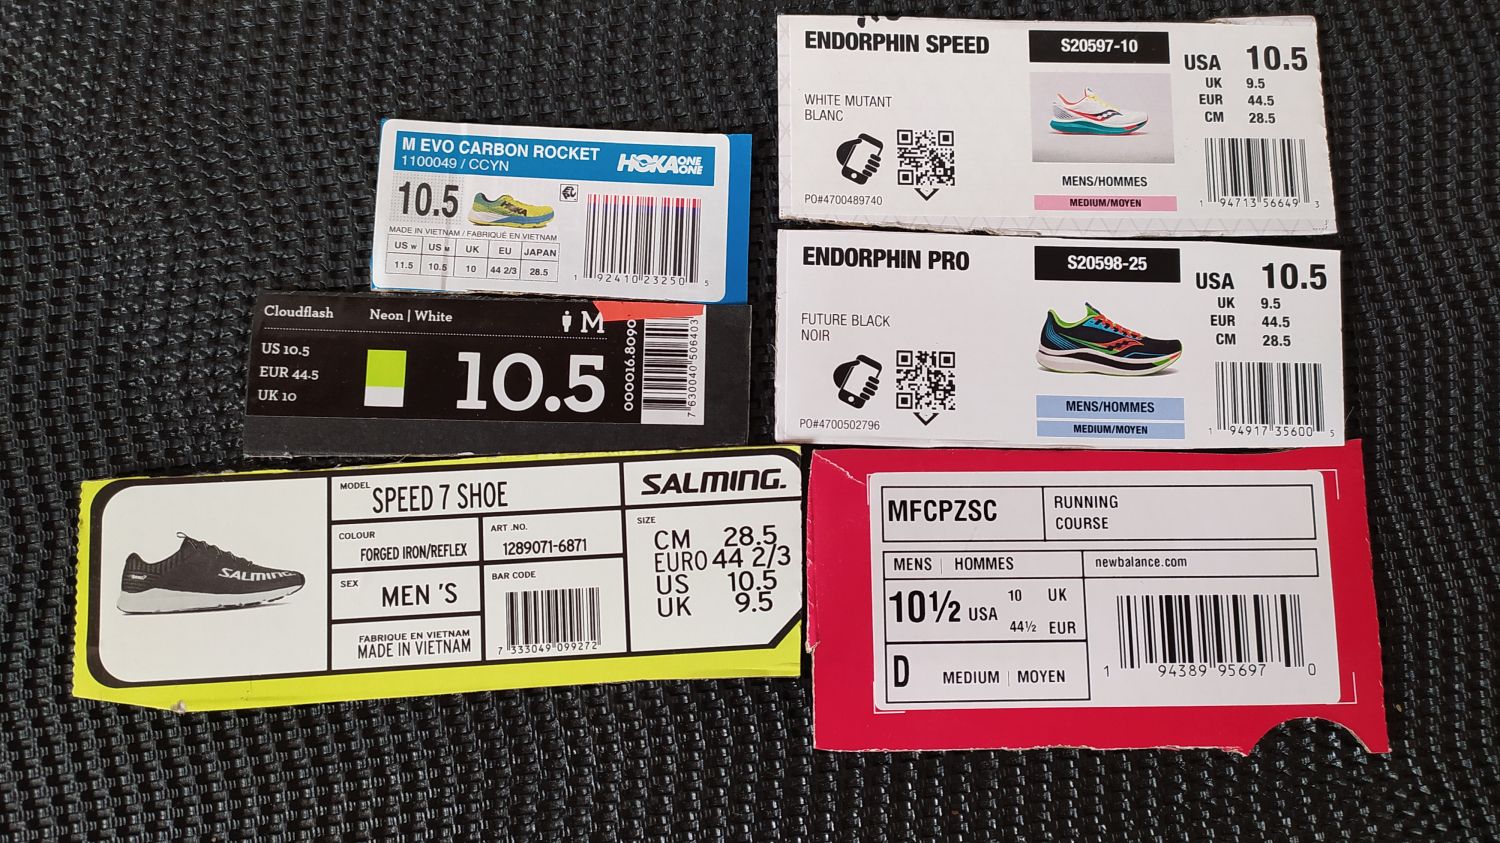 M EVO CARBON ROCKET
1100049 / CCYN
HOKA ONE ONE
10.5
HOKA
MADE IN VIETNAM / FABRIQUÉ EN VIETNAM
US W US M UK EU JAPAN
11.5 10.5 10 44 2/3 28.5
1 92410 23250 5
Cloudflash Neon | White M
US 10.5
EUR 44.5
UK 10
10.5
000016.8090
7 630040 506403
MODEL SPEED 7 SHOE
COLOUR
FORGED IRON/REFLEX
ART .NO.
1289071-6871
SEX
MEN 'S
BAR CODE
FABRIQUE EN VIETNAM
MADE IN VIETNAM
7 333049 099272
SALMING.
SALMING.
SIZE
CM 28.5
EURO 44 2/3
US 10.5
UK 9.5
ENDORPHIN SPEED
S20597-10
USA 10.5
UK 9.5
EUR 44.5
CM 28.5
WHITE MUTANT
BLANC
PO#4700489740
MENS/HOMMES
MEDIUM/MOYEN
1 94713 56649 3
ENDORPHIN PRO
S20598-25
USA 10.5
UK 9.5
EUR 44.5
CM 28.5
FUTURE BLACK
NOIR
PO#4700502796
MENS/HOMMES
MEDIUM/MOYEN
1 94917 35600 5
MFCPZSC
RUNNING
COURSE
MENS | HOMMES
newbalance.com
10½ USA
10 UK
44½ EUR
D MEDIUM | MOYEN
1 94389 95697 0